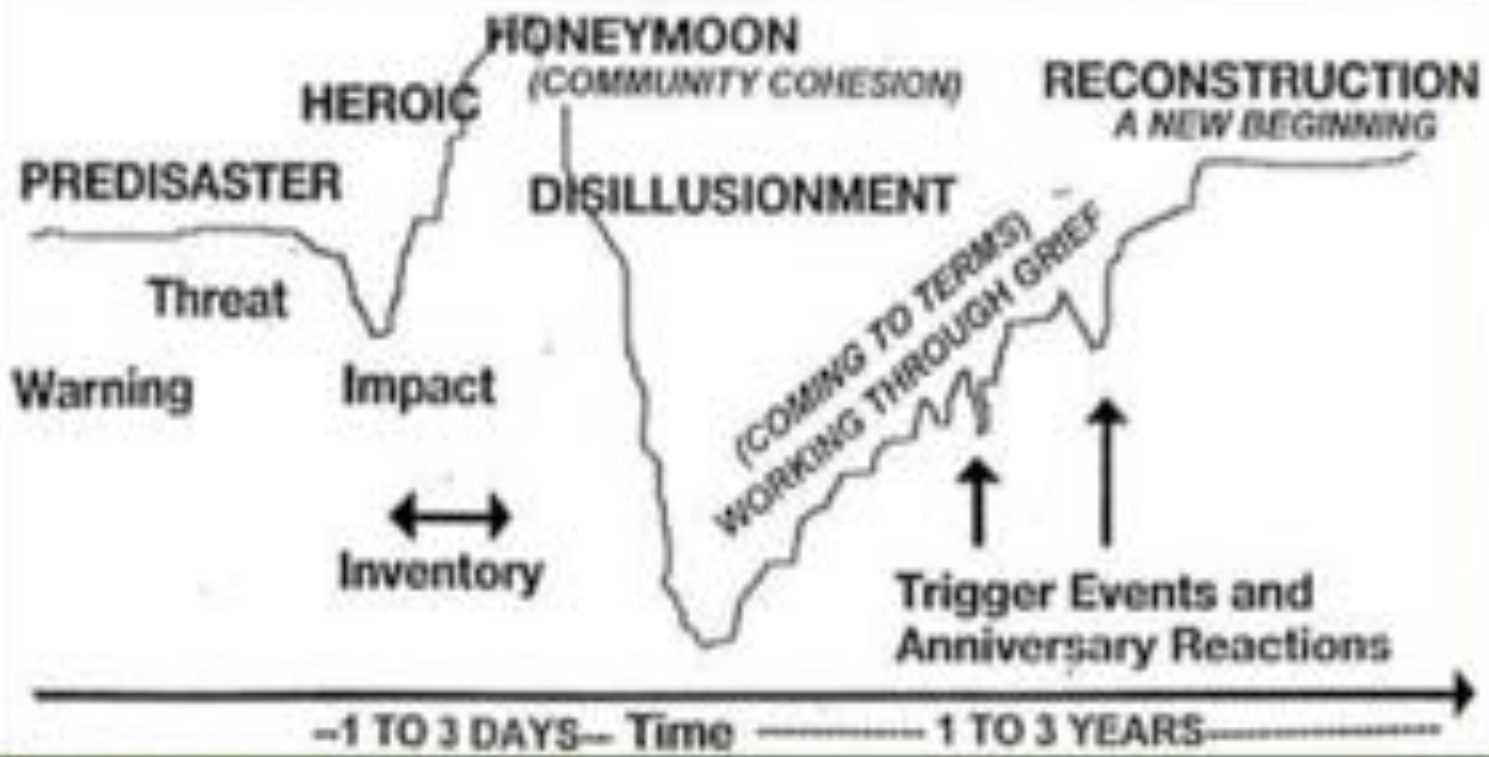 HONEYMOON
(COMMUNITY COHESION)
HEROIC
RECONSTRUCTION
A NEW BEGINNING
PREDISASTER
DISILLUSIONMENT
Threat
(COMING TO TERMS)
WORKING THROUGH GRIEF
Warning
Impact
Inventory
Trigger Events and
Anniversary Reactions
--1 TO 3 DAYS-- Time ---------------- 1 TO 3 YEARS----------------